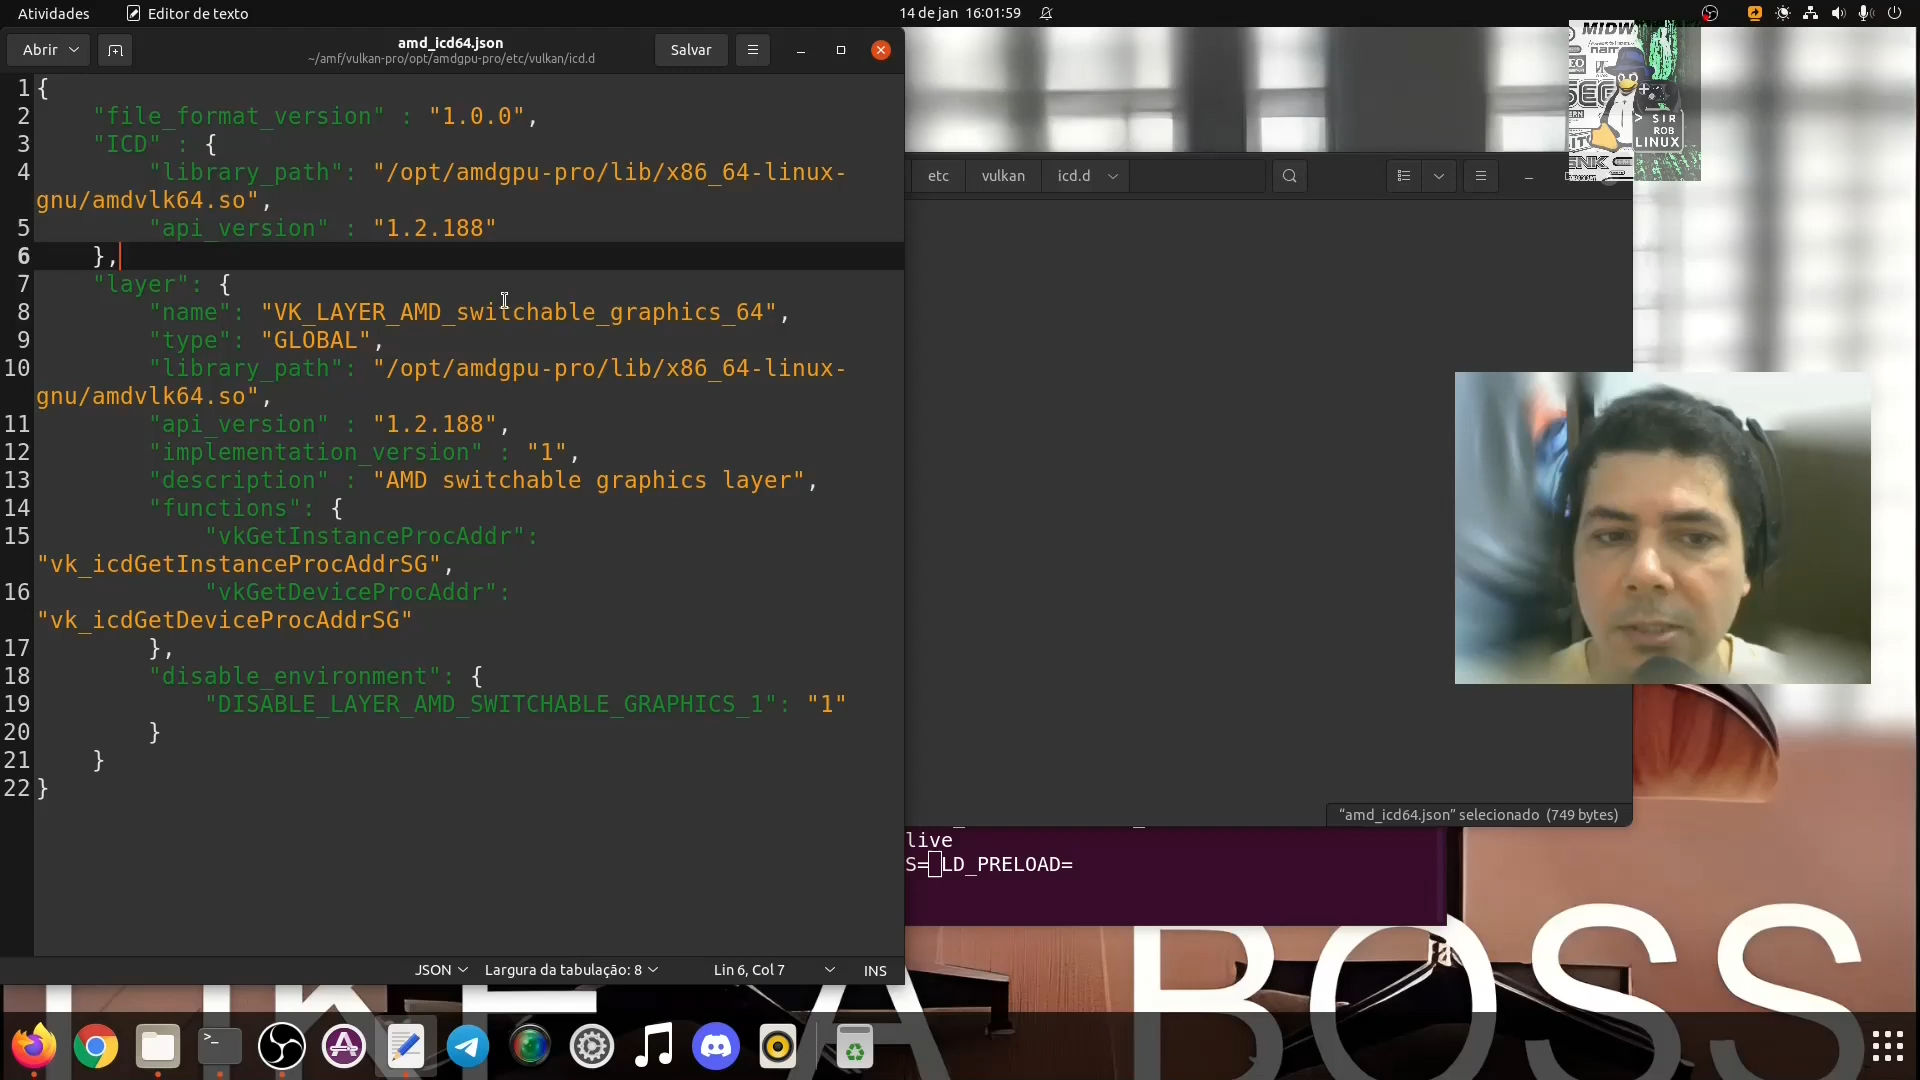 Atividades
Editor de texto
14 de jan  16:01:59
Abrir
amd_icd64.json
~/amf/vulkan-pro/opt/amdgpu-pro/etc/vulkan/icd.d
Salvar
1 {
2     "file_format_version" : "1.0.0",
3     "ICD" : {
4         "library_path": "/opt/amdgpu-pro/lib/x86_64-linux-
gnu/amdvlk64.so",
5         "api_version" : "1.2.188"
6     },
7     "layer": {
8         "name": "VK_LAYER_AMD_switchable_graphics_64",
9         "type": "GLOBAL",
10         "library_path": "/opt/amdgpu-pro/lib/x86_64-linux-
gnu/amdvlk64.so",
11         "api_version" : "1.2.188",
12         "implementation_version" : "1",
13         "description" : "AMD switchable graphics layer",
14         "functions": {
15             "vkGetInstanceProcAddr":
"vk_icdGetInstanceProcAddrSG",
16             "vkGetDeviceProcAddr":
"vk_icdGetDeviceProcAddrSG"
17         },
18         "disable_environment": {
19             "DISABLE_LAYER_AMD_SWITCHABLE_GRAPHICS_1": "1"
20         }
21     }
22 }
JSON
Largura da tabulação: 8
Lin 6, Col 7
INS
etc
vulkan
icd.d
MIDW
> SIR
ROB
LINUX
"amd_icd64.json" selecionado (749 bytes)
live
S= LD_PRELOAD=
A BOSS